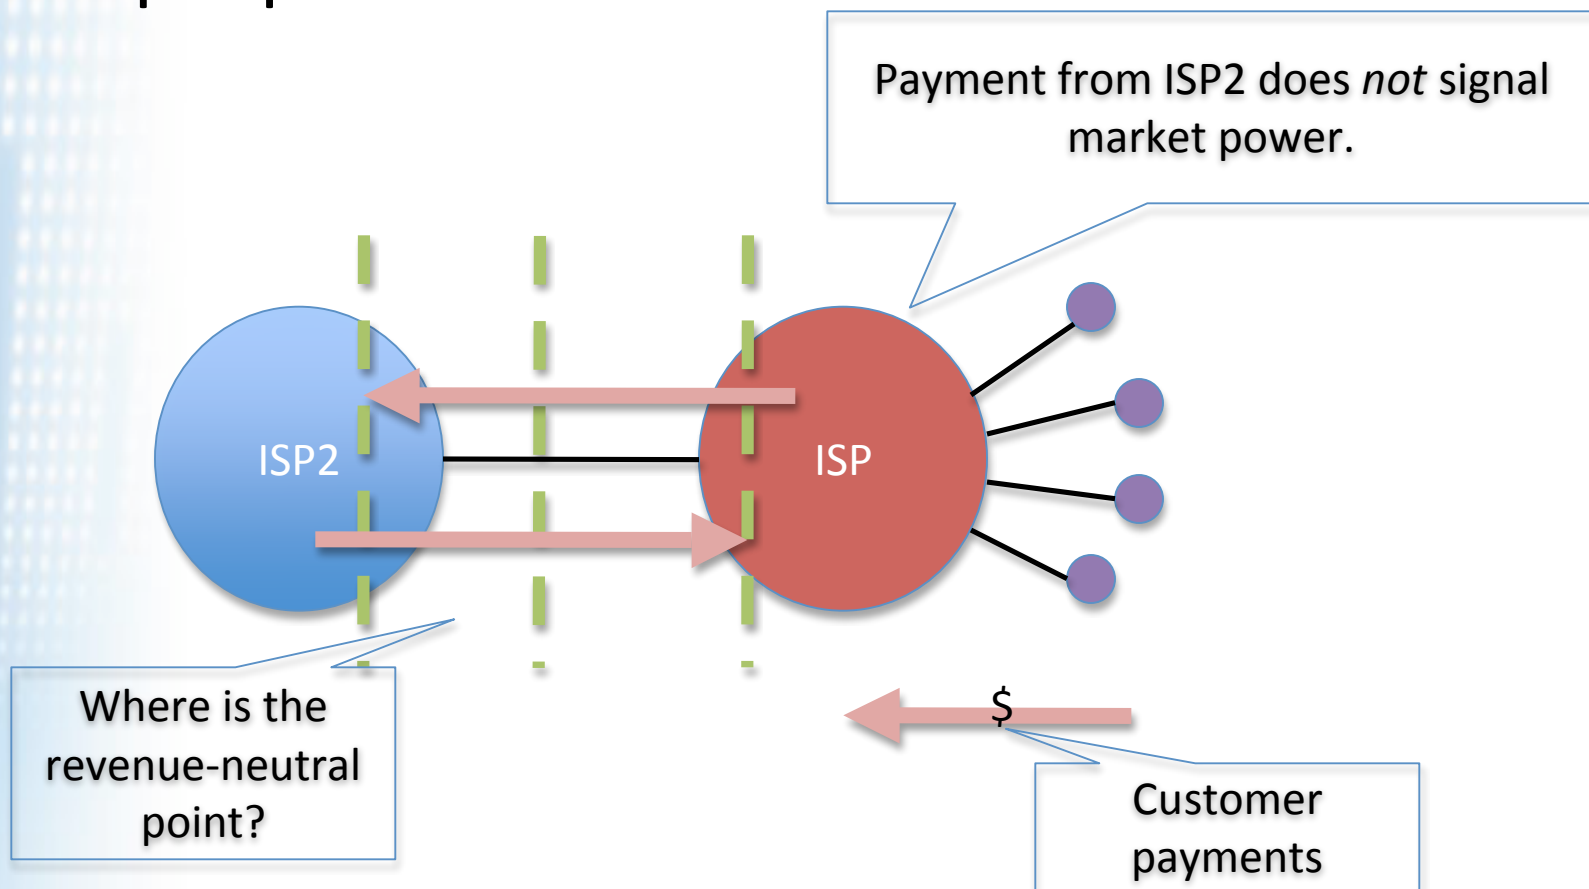 Payment from ISP2 does not signal
market power.
ISP2
ISP
Where is the
revenue-neutral
point?
$
Customer
payments